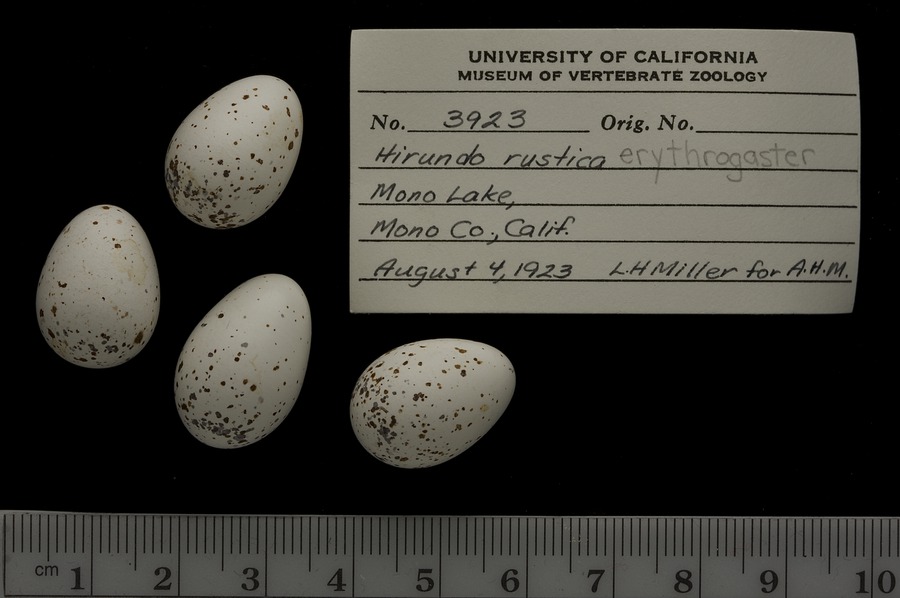 UNIVERSITY OF CALIFORNIA
MUSEUM OF VERTEBRATE ZOOLOGY
No. 3923 Orig. No.
Hirundo rustica erythrogaster
Mono Lake,
Mono Co., Calif.
August 4, 1923 L.H Miller for A.H.M.
cm 1 2 3 4 5 6 7 8 9 10